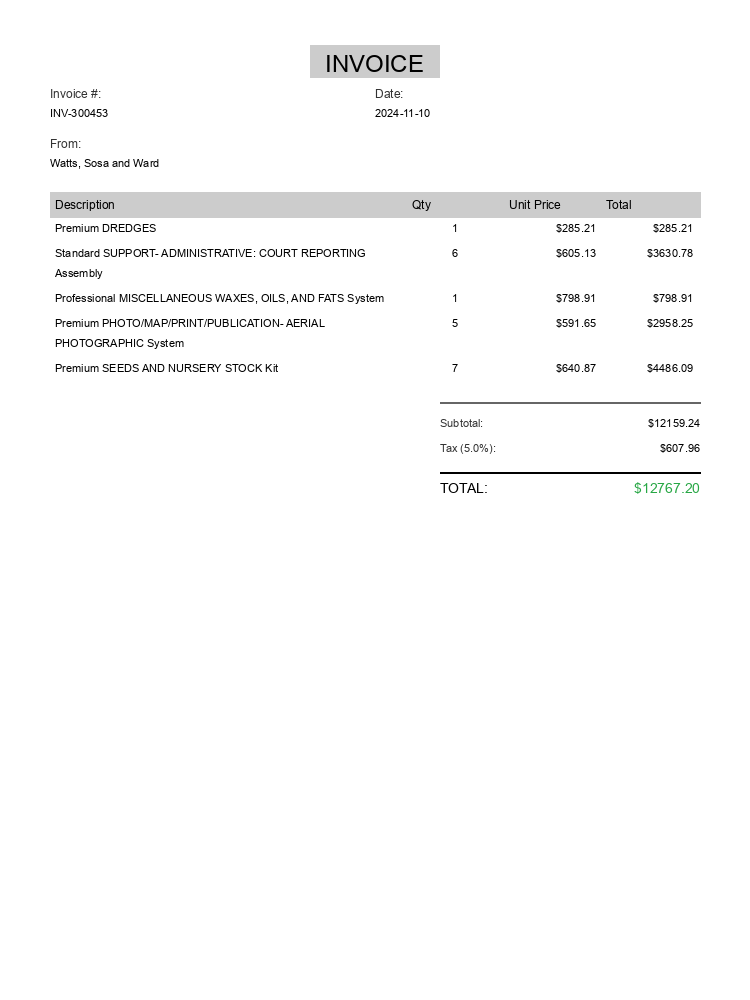 INVOICE
Invoice #: Date:
INV-300453 2024-11-10
From:
Watts, Sosa and Ward
Description Qty Unit Price Total
Premium DREDGES 1 $285.21 $285.21
Standard SUPPORT- ADMINISTRATIVE: COURT REPORTING 6 $605.13 $3630.78
Assembly
Professional MISCELLANEOUS WAXES, OILS, AND FATS System 1 $798.91 $798.91
Premium PHOTO/MAP/PRINT/PUBLICATION- AERIAL 5 $591.65 $2958.25
PHOTOGRAPHIC System
Premium SEEDS AND NURSERY STOCK Kit 7 $640.87 $4486.09
Subtotal: $12159.24
Tax (5.0%): $607.96
TOTAL: $12767.20